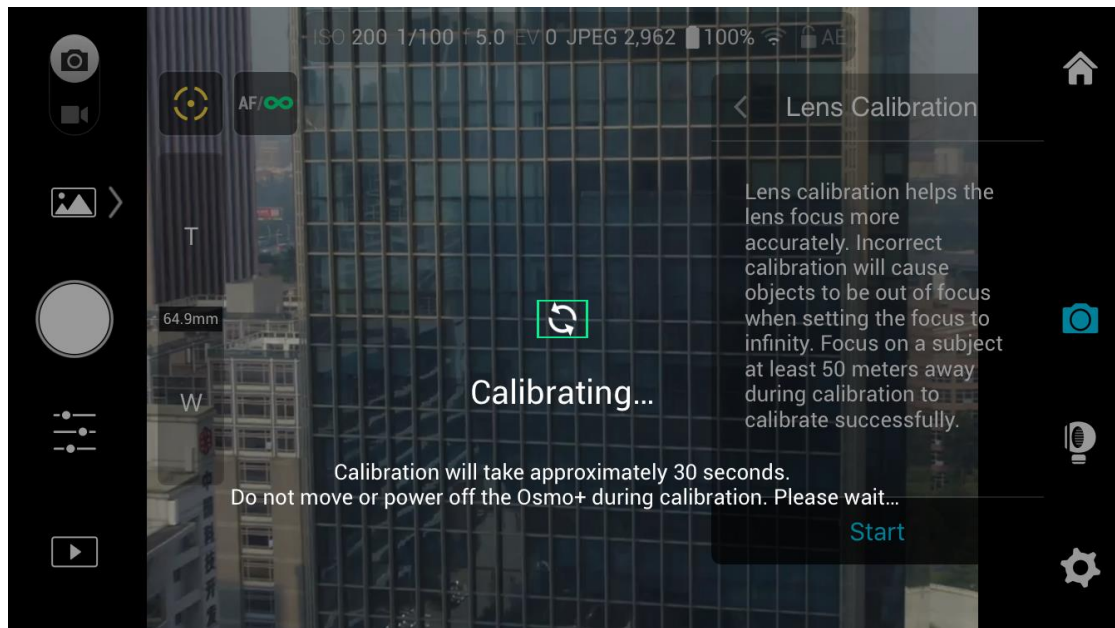 ISO 200 1/100 f 5.0 EV 0 JPEG 2,962 100% AE
AF/∞
Lens Calibration
Lens calibration helps the
lens focus more
accurately. Incorrect
calibration will cause
objects to be out of focus
when setting the focus to
infinity. Focus on a subject
at least 50 meters away
during calibration to
calibrate successfully.
T
64.9mm
W
Calibrating...
Calibration will take approximately 30 seconds.
Do not move or power off the Osmo+ during calibration. Please wait...
Start